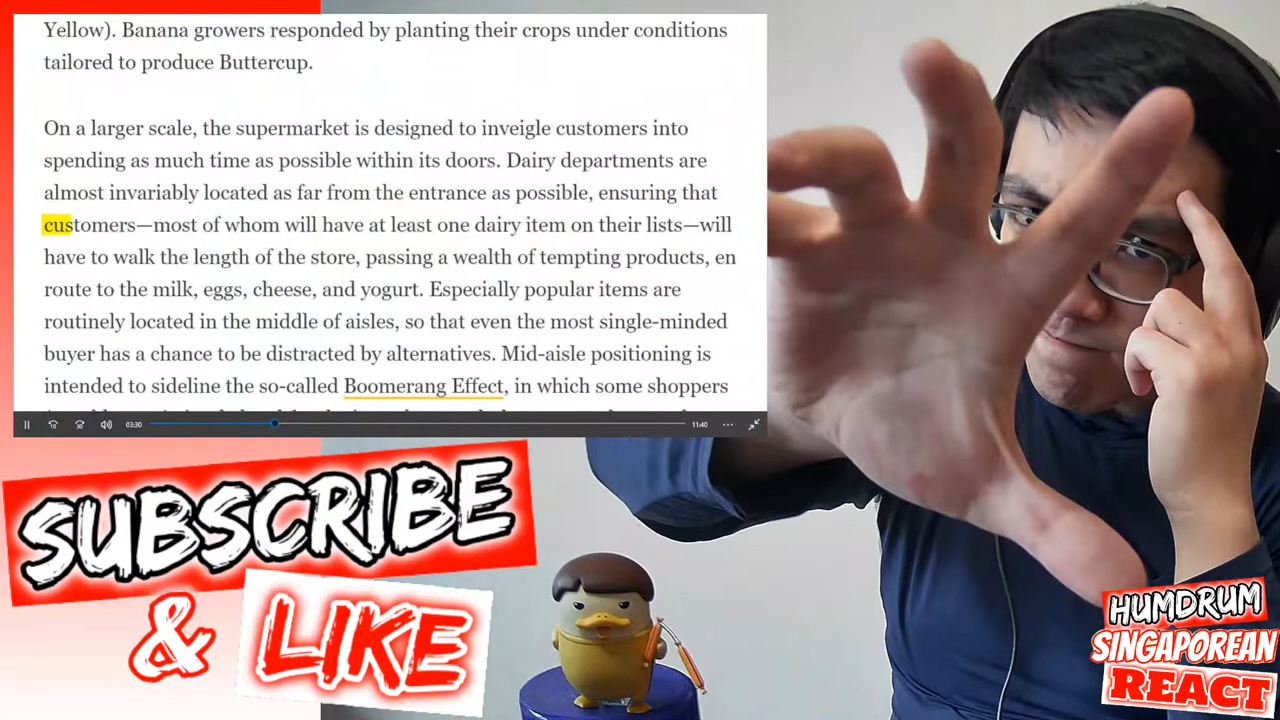 Yellow). Banana growers responded by planting their crops under conditions
tailored to produce Buttercup.
On a larger scale, the supermarket is designed to inveigle customers into
spending as much time as possible within its doors. Dairy departments are
almost invariably located as far from the entrance as possible, ensuring that
customers—most of whom will have at least one dairy item on their lists—will
have to walk the length of the store, passing a wealth of tempting products, en
route to the milk, eggs, cheese, and yogurt. Especially popular items are
routinely located in the middle of aisles, so that even the most single-minded
buyer has a chance to be distracted by alternatives. Mid-aisle positioning is
intended to sideline the so-called Boomerang Effect, in which some shoppers
03:30
11:40
SUBSCRIBE
& LIKE
HUMDRUM
SINGAPOREAN
REACT